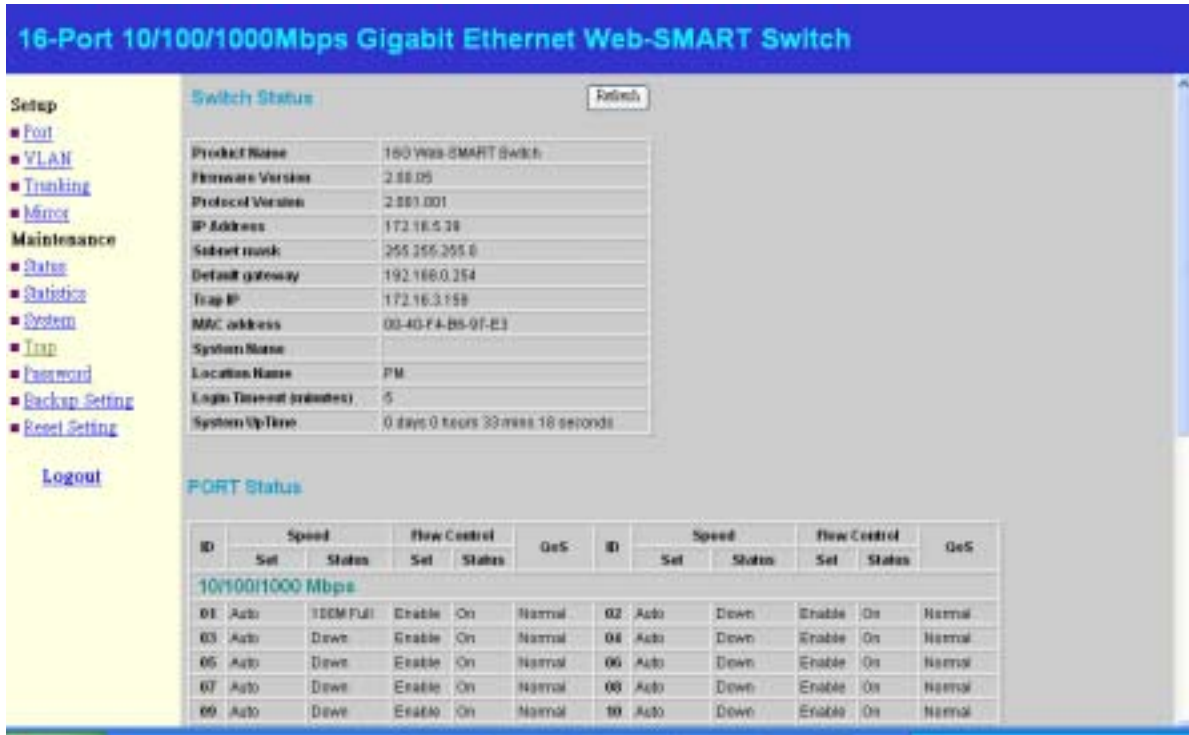 16-Port 10/100/1000Mbps Gigabit Ethernet Web-SMART Switch
Setup
Port
VLAN
Trunking
Mirror
Maintenance
Status
Statistics
System
Trap
Password
Backup Setting
Reset Setting
Logout
Switch Status
Refresh
Product Name 16G Web-SMART Switch
Firmware Version 2.00.05
Protocol Version 2.001.001
IP Address 172.16.5.39
Subnet mask 255.255.255.0
Default gateway 192.168.0.254
Trap IP 172.16.3.159
MAC address 00-40-F4-B6-97-E3
System Name
Location Name PM
Login Timeout (minutes) 5
System UpTime 0 days 0 hours 33 mins 18 seconds
PORT Status
ID Speed Flow Control QoS ID Speed Flow Control QoS
Set Status Set Status Set Status Set Status
10/100/1000 Mbps
01 Auto 100M Full Enable On Normal 02 Auto Down Enable On Normal
03 Auto Down Enable On Normal 04 Auto Down Enable On Normal
05 Auto Down Enable On Normal 06 Auto Down Enable On Normal
07 Auto Down Enable On Normal 08 Auto Down Enable On Normal
09 Auto Down Enable On Normal 10 Auto Down Enable On Normal